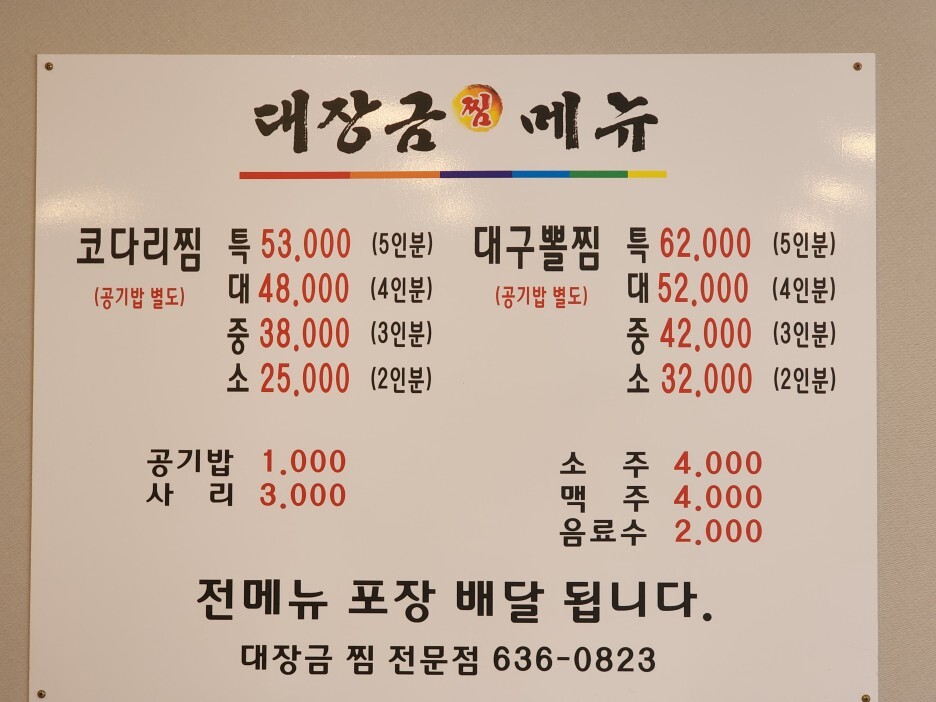 대장금 찜 메뉴
코다리찜 특 53,000 (5인분)
(공기밥 별도) 대 48,000 (4인분)
중 38,000 (3인분)
소 25,000 (2인분)
대구뽈찜 특 62,000 (5인분)
(공기밥 별도) 대 52,000 (4인분)
중 42,000 (3인분)
소 32,000 (2인분)
공기밥 1.000
사 리 3.000
소 주 4.000
맥 주 4.000
음료수 2.000
전메뉴 포장 배달 됩니다.
대장금 찜 전문점 636-0823